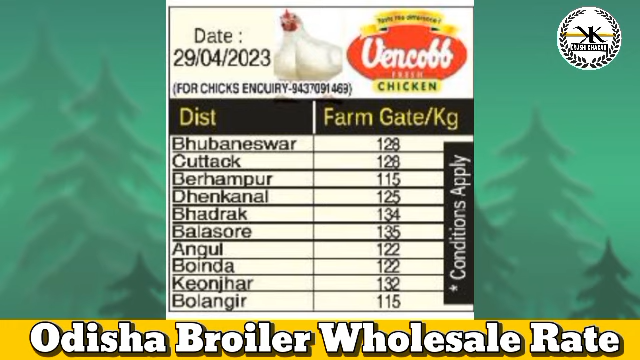 Date :
29/04/2023
Taste the difference!
Vencobb
FRESH
CHICKEN
KRUSHI CHAKRA
(FOR CHICKS ENCUIRY-9437091469)
Dist Farm Gate/Kg
Bhubaneswar 128
Cuttack 128
Berhampur 115
Dhenkanal 125
Bhadrak 134
Balasore 135
Angul 122
Boinda 122
Keonjhar 132
Bolangir 115
* Conditions Apply
Odisha Broiler Wholesale Rate